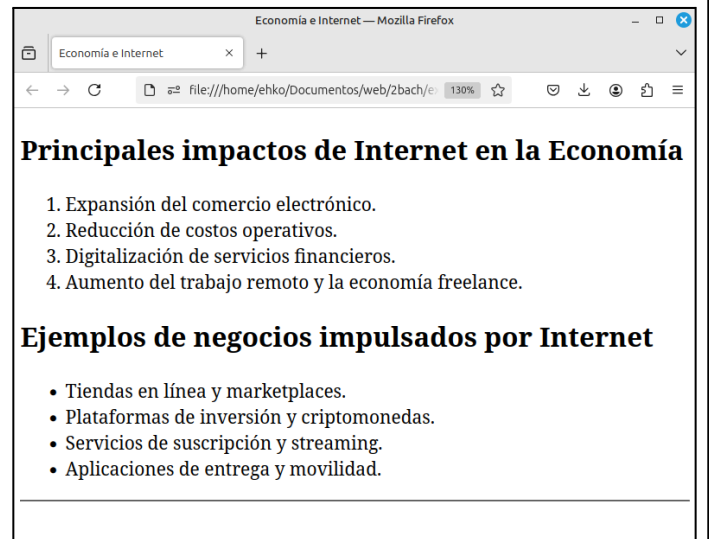 Economía e Internet — Mozilla Firefox
Economía e Internet
file:///home/ehko/Documentos/web/2bach/e 130%
Principales impactos de Internet en la Economía
1. Expansión del comercio electrónico.
2. Reducción de costos operativos.
3. Digitalización de servicios financieros.
4. Aumento del trabajo remoto y la economía freelance.
Ejemplos de negocios impulsados por Internet
• Tiendas en línea y marketplaces.
• Plataformas de inversión y criptomonedas.
• Servicios de suscripción y streaming.
• Aplicaciones de entrega y movilidad.